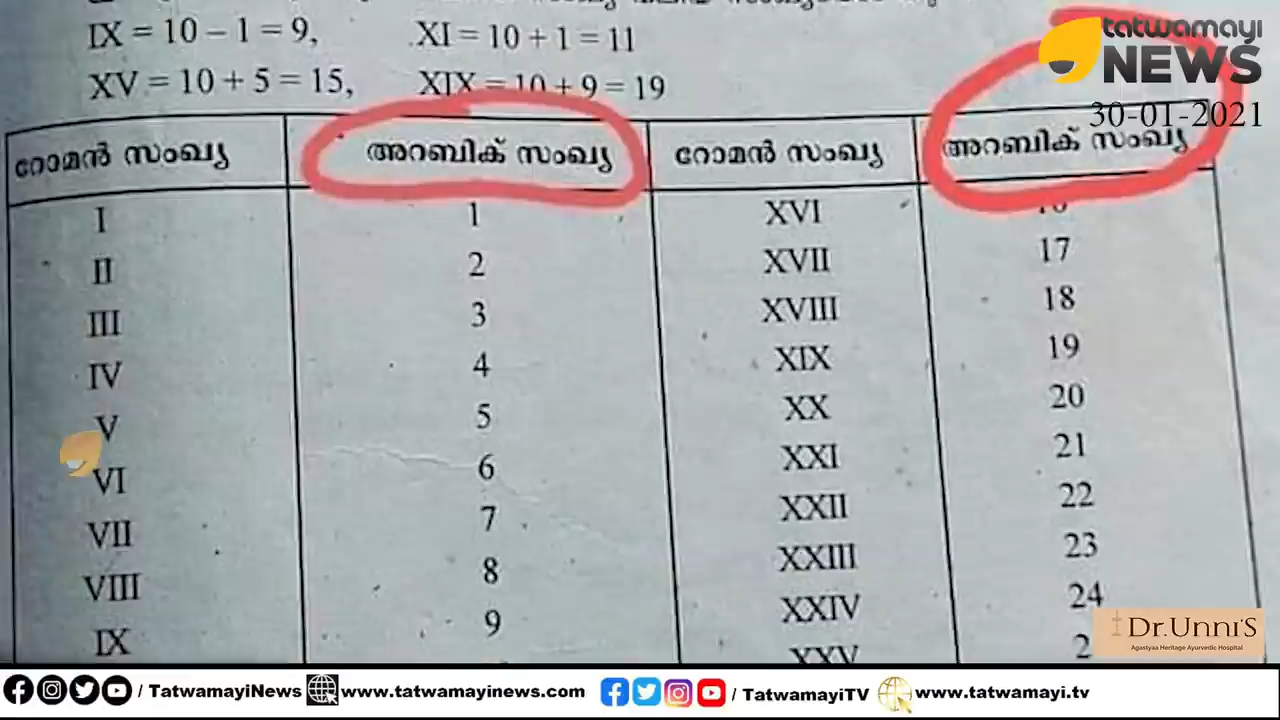 IX = 10 – 1 = 9, XI = 10 + 1 = 11
XV = 10 + 5 = 15, XIX = 10 + 9 = 19
tatwamayi
NEWS
30-01-2021
റോമൻ സംഖ്യ അറബിക് സംഖ്യ റോമൻ സംഖ്യ അറബിക് സംഖ്യ
I 1 XVI 16
II 2 XVII 17
III 3 XVIII 18
IV 4 XIX 19
V 5 XX 20
VI 6 XXI 21
VII 7 XXII 22
VIII 8 XXIII 23
IX 9 XXIV 24
XXV
Dr.Unni'S
Agastyaa Heritage Ayurvedic Hospital
/ TatwamayiNews www.tatwamayinews.com / TatwamayiTV www.tatwamayi.tv